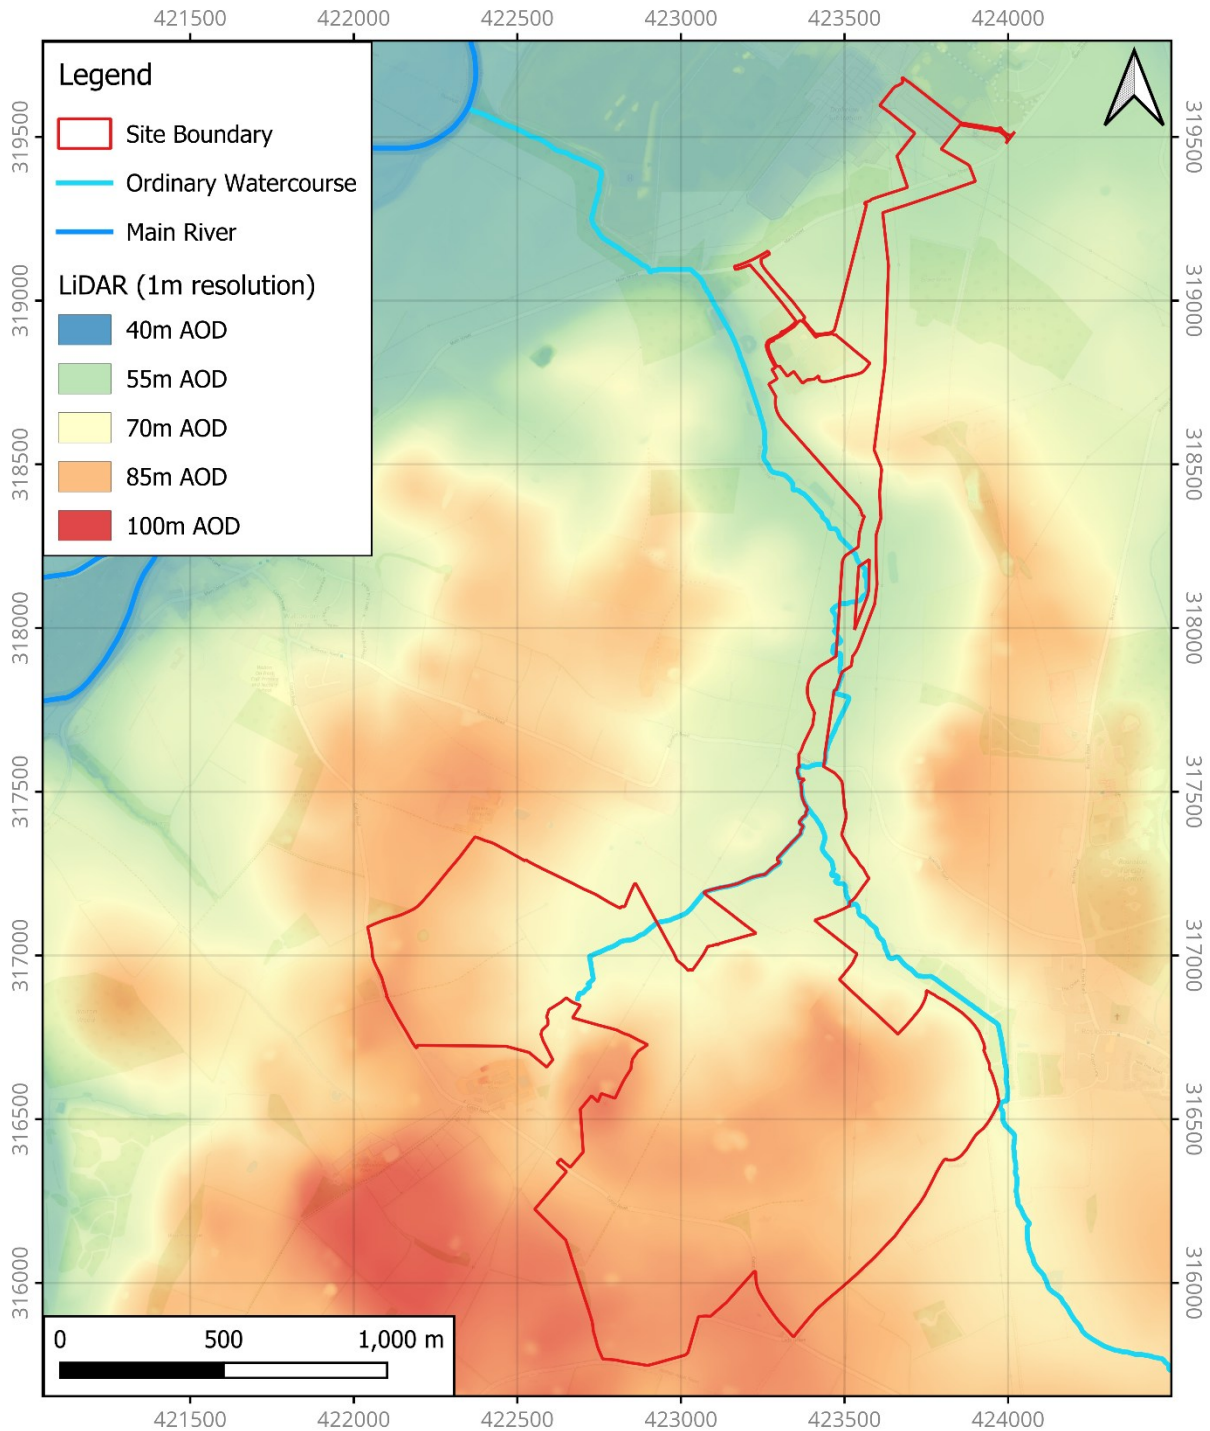 421500 422000 422500 423000 423500 424000
Legend
Site Boundary
Ordinary Watercourse
Main River
LiDAR (1m resolution)
40m AOD
55m AOD
70m AOD
85m AOD
100m AOD
319500
319000
318500
318000
317500
317000
316500
316000
319500
319000
318500
318000
317500
317000
316500
316000
0 500 1,000 m
421500 422000 422500 423000 423500 424000